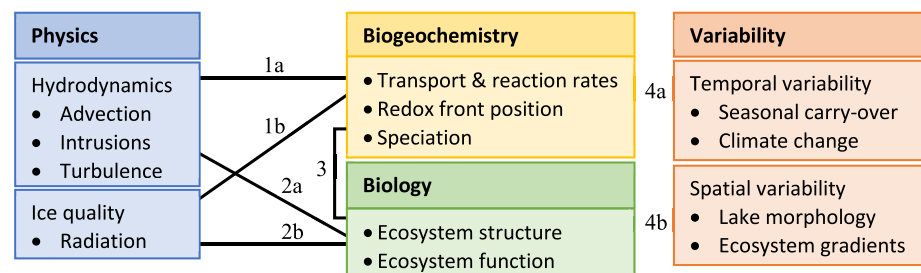 Physics
Hydrodynamics
• Advection
• Intrusions
• Turbulence
Ice quality
• Radiation
1a
1b
2a
2b
3
Biogeochemistry
• Transport & reaction rates
• Redox front position
• Speciation
Biology
• Ecosystem structure
• Ecosystem function
4a
4b
Variability
Temporal variability
• Seasonal carry-over
• Climate change
Spatial variability
• Lake morphology
• Ecosystem gradients